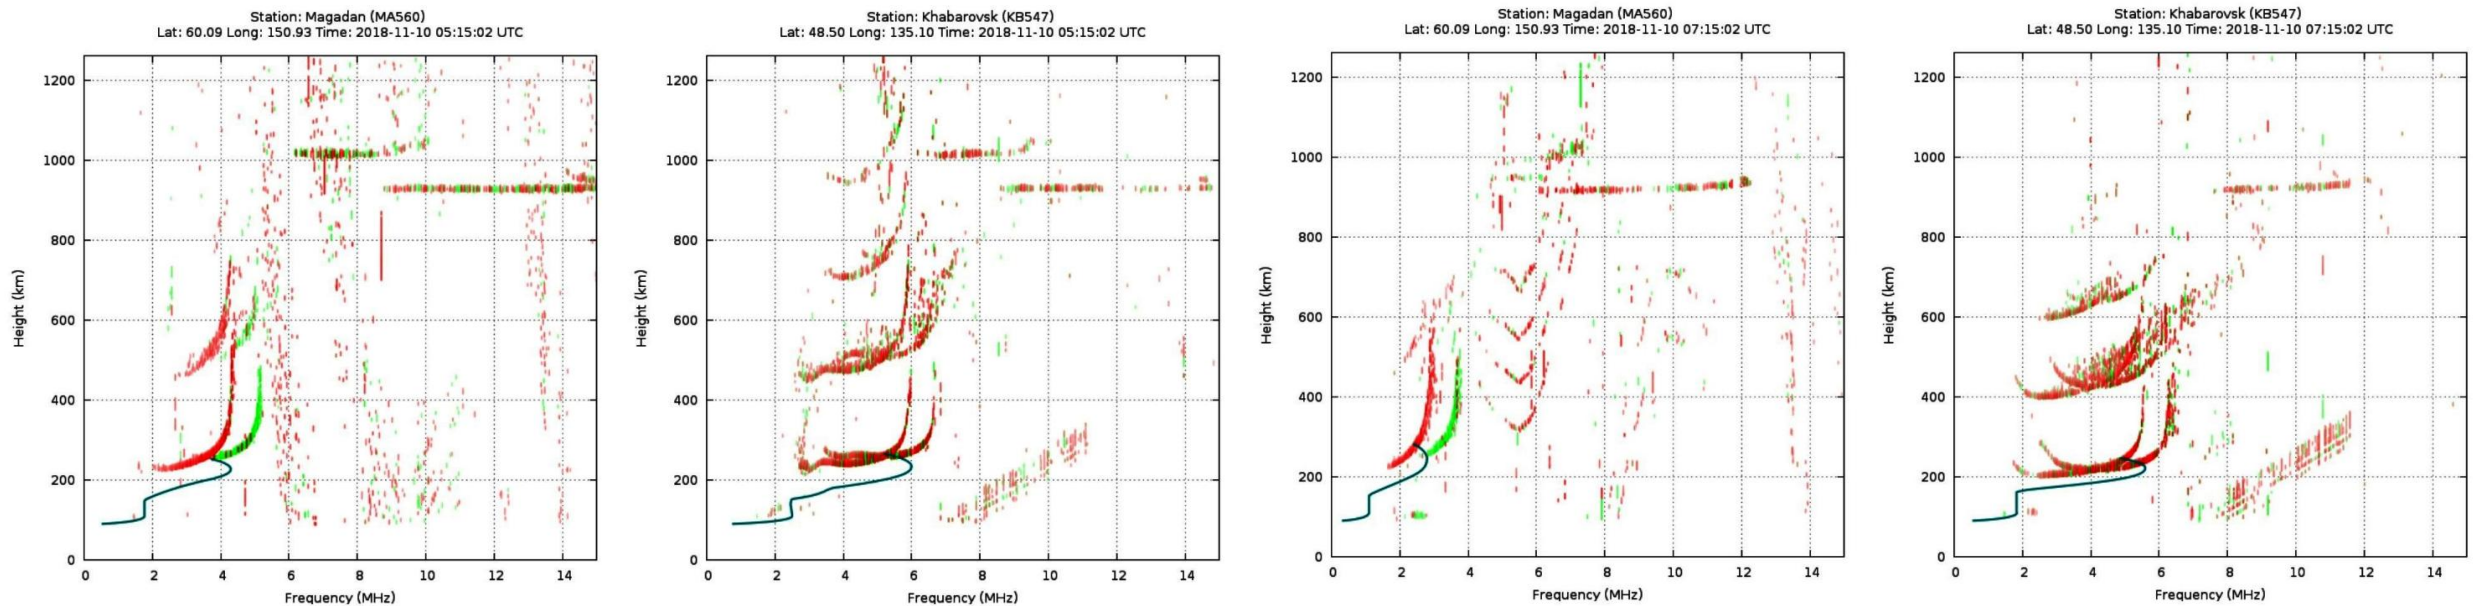 Station: Magadan (MA560)
Lat: 60.09 Long: 150.93 Time: 2018-11-10 05:15:02 UTC
1200
1000
800
600
400
200
0
Height (km)
0 2 4 6 8 10 12 14
Frequency (MHz)
Station: Khabarovsk (KB547)
Lat: 48.50 Long: 135.10 Time: 2018-11-10 05:15:02 UTC
1200
1000
800
600
400
200
0
Height (km)
0 2 4 6 8 10 12 14
Frequency (MHz)
Station: Magadan (MA560)
Lat: 60.09 Long: 150.93 Time: 2018-11-10 07:15:02 UTC
1200
1000
800
600
400
200
0
Height (km)
0 2 4 6 8 10 12 14
Frequency (MHz)
Station: Khabarovsk (KB547)
Lat: 48.50 Long: 135.10 Time: 2018-11-10 07:15:02 UTC
1200
1000
800
600
400
200
0
Height (km)
0 2 4 6 8 10 12 14
Frequency (MHz)